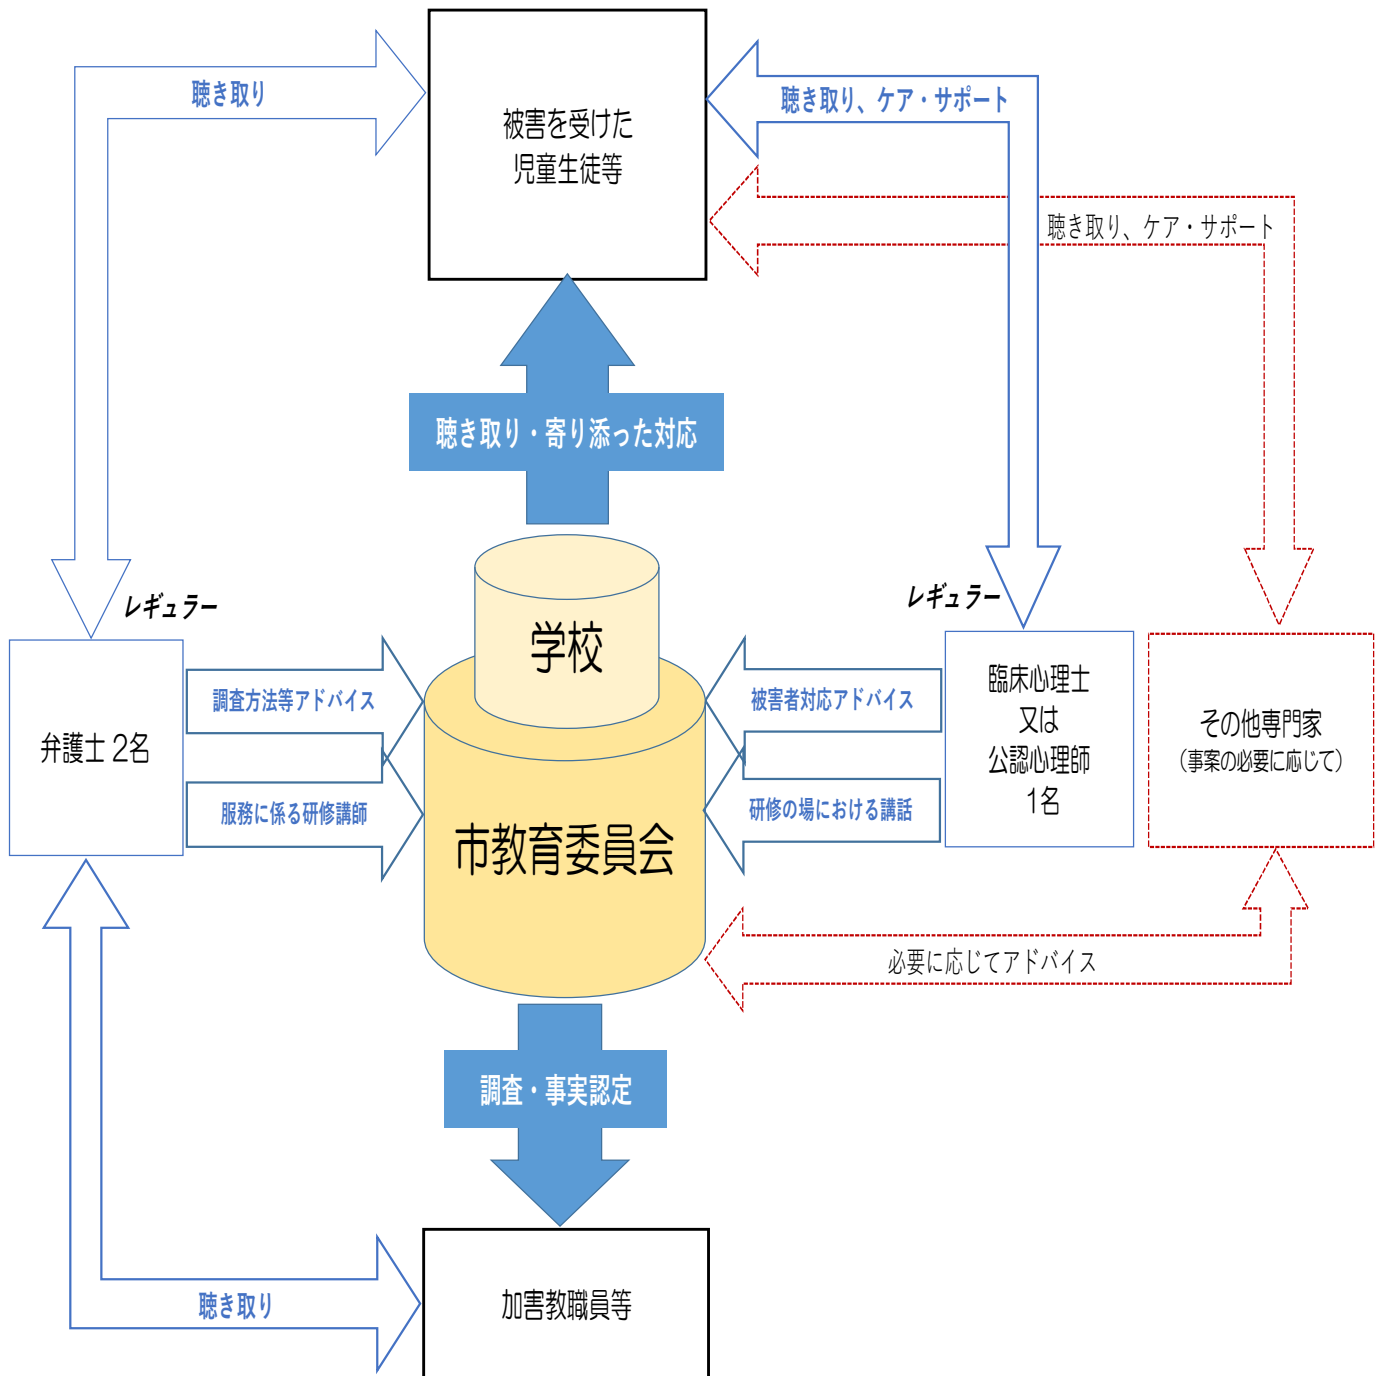 聴き取り
被害を受けた
児童生徒等
聴き取り、ケア・サポート
聴き取り、ケア・サポート
聴き取り・寄り添った対応
レギュラー
レギュラー
学校
弁護士 2名
調査方法等アドバイス
服務に係る研修講師
市教育委員会
被害者対応アドバイス
研修の場における講話
臨床心理士
又は
公認心理師
1名
その他専門家
（事案の必要に応じて）
必要に応じてアドバイス
調査・事実認定
聴き取り
加害教職員等